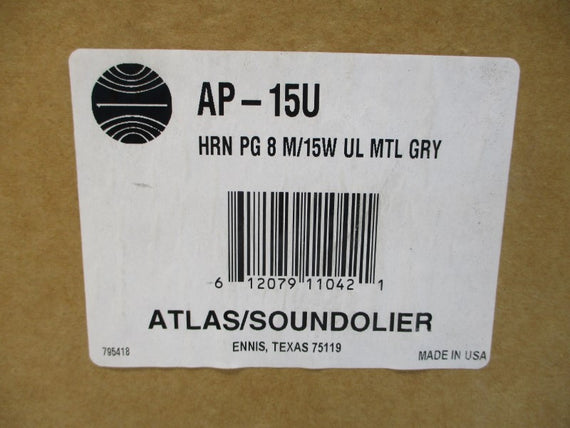 AP-15U
HRN PG 8 M/15W UL MTL GRY
6 12079 11042 1
ATLAS/SOUNDOLIER
ENNIS, TEXAS 75119
795418
MADE IN USA